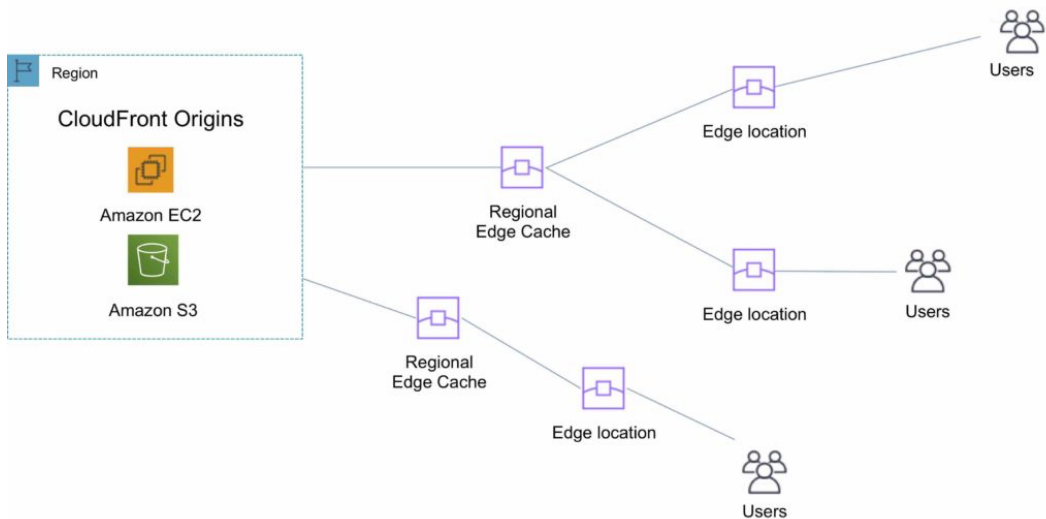 Region
CloudFront Origins
Amazon EC2
Amazon S3
Regional
Edge Cache
Edge location
Users
Edge location
Users
Regional
Edge Cache
Edge location
Users